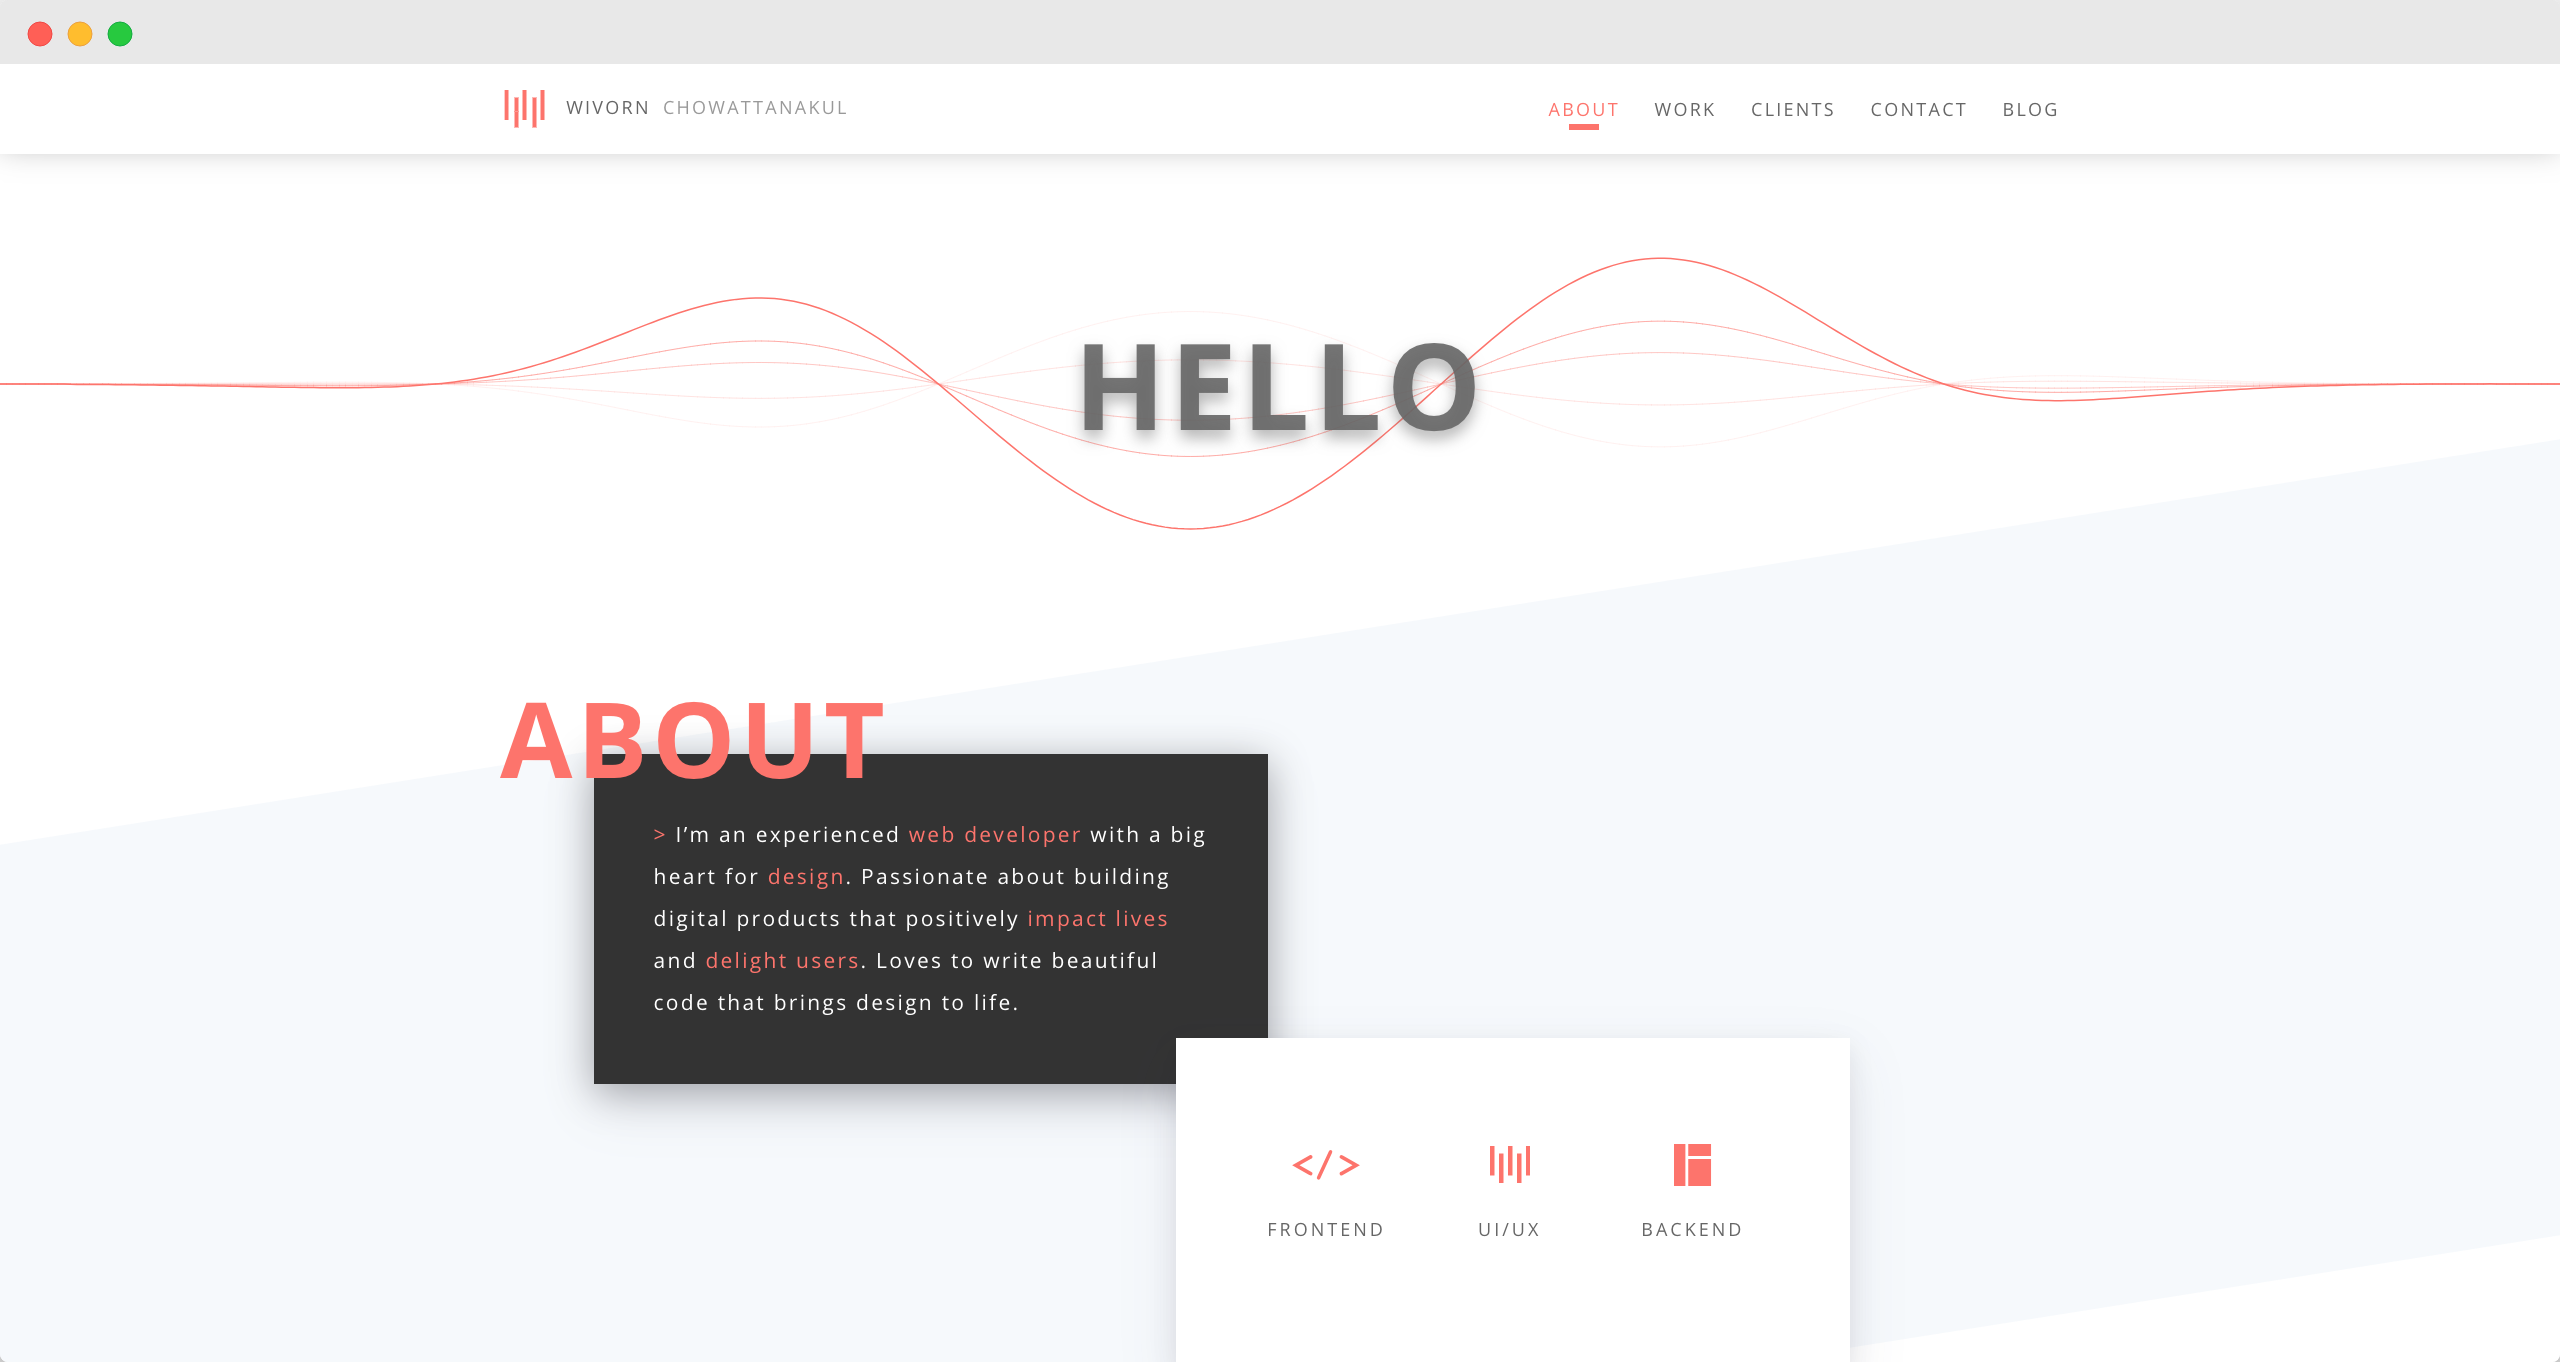 WIVORN CHOWATTANAKUL
ABOUT WORK CLIENTS CONTACT BLOG
HELLO
ABOUT
> I’m an experienced web developer with a big
heart for design. Passionate about building
digital products that positively impact lives
and delight users. Loves to write beautiful
code that brings design to life.
</>
FRONTEND UI/UX BACKEND